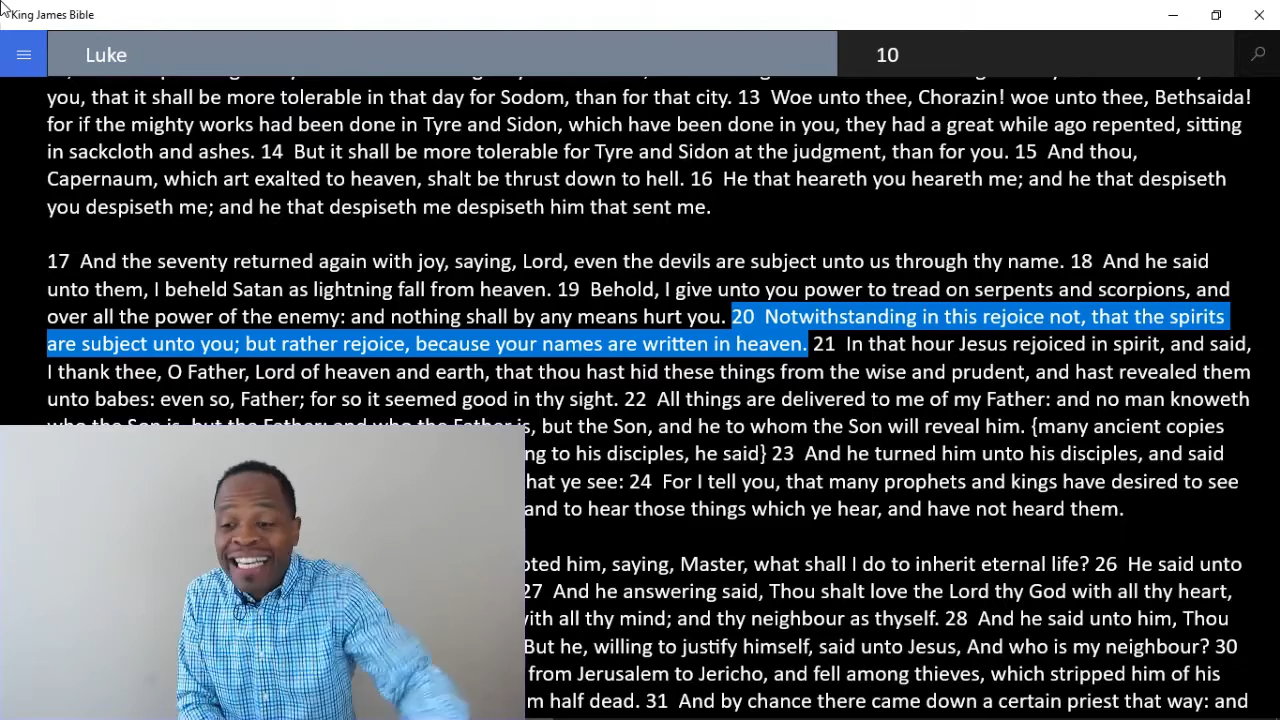 King James Bible
Luke
10
you, that it shall be more tolerable in that day for Sodom, than for that city. 13 Woe unto thee, Chorazin! woe unto thee, Bethsaida!
for if the mighty works had been done in Tyre and Sidon, which have been done in you, they had a great while ago repented, sitting
in sackcloth and ashes. 14 But it shall be more tolerable for Tyre and Sidon at the judgment, than for you. 15 And thou,
Capernaum, which art exalted to heaven, shalt be thrust down to hell. 16 He that heareth you heareth me; and he that despiseth
you despiseth me; and he that despiseth me despiseth him that sent me.
17 And the seventy returned again with joy, saying, Lord, even the devils are subject unto us through thy name. 18 And he said
unto them, I beheld Satan as lightning fall from heaven. 19 Behold, I give unto you power to tread on serpents and scorpions, and
over all the power of the enemy: and nothing shall by any means hurt you. 20 Notwithstanding in this rejoice not, that the spirits
are subject unto you; but rather rejoice, because your names are written in heaven. 21 In that hour Jesus rejoiced in spirit, and said,
I thank thee, O Father, Lord of heaven and earth, that thou hast hid these things from the wise and prudent, and hast revealed them
unto babes: even so, Father; for so it seemed good in thy sight. 22 All things are delivered to me of my Father: and no man knoweth
who the Son is, but the Father; and who the Father is, but the Son, and he to whom the Son will reveal him. {many ancient copies
ng to his disciples, he said} 23 And he turned him unto his disciples, and said
hat ye see: 24 For I tell you, that many prophets and kings have desired to see
and to hear those things which ye hear, and have not heard them.
pted him, saying, Master, what shall I do to inherit eternal life? 26 He said unto
27 And he answering said, Thou shalt love the Lord thy God with all thy heart,
with all thy mind; and thy neighbour as thyself. 28 And he said unto him, Thou
But he, willing to justify himself, said unto Jesus, And who is my neighbour? 30
from Jerusalem to Jericho, and fell among thieves, which stripped him of his
m half dead. 31 And by chance there came down a certain priest that way: and